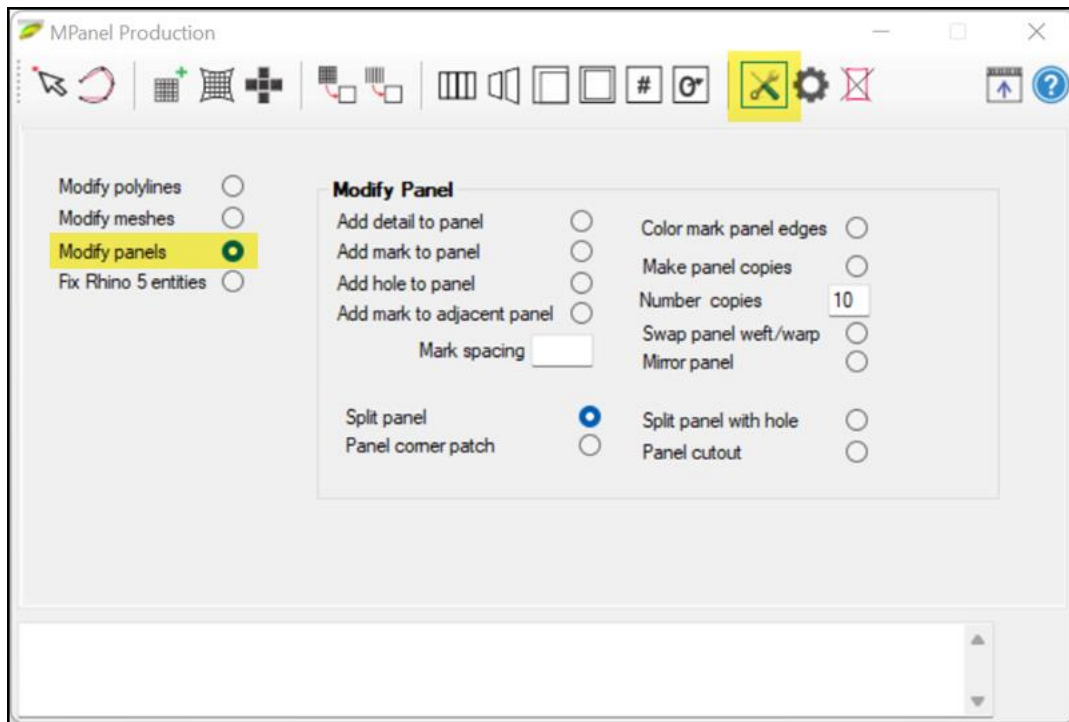 MPanel Production
#
?
Modify polylines
Modify meshes
Modify panels
Fix Rhino 5 entities
Modify Panel
Add detail to panel
Add mark to panel
Add hole to panel
Add mark to adjacent panel
Mark spacing
Split panel
Panel corner patch
Color mark panel edges
Make panel copies
Number copies 10
Swap panel weft/warp
Mirror panel
Split panel with hole
Panel cutout